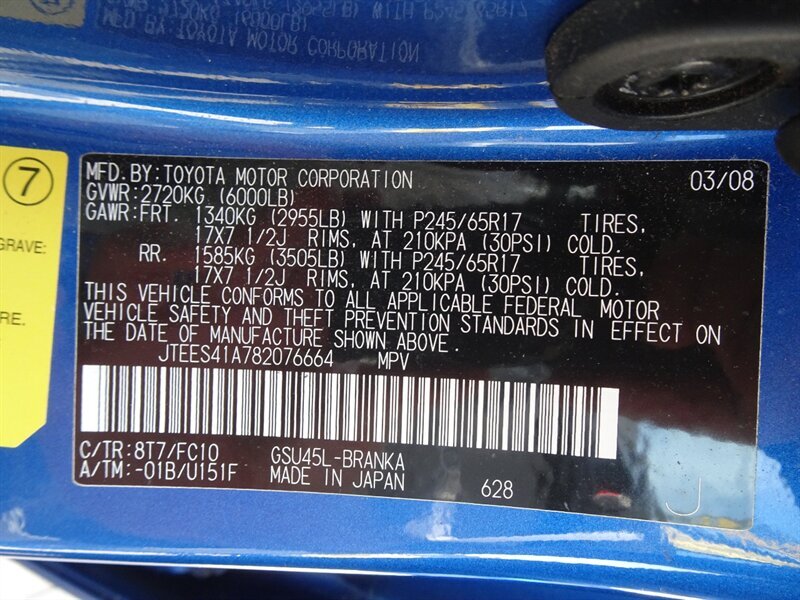 MFD.BY:TOYOTA MOTOR CORPORATION 03/08
GVWR:2720KG (6000LB)
GAWR:FRT. 1340KG (2955LB) WITH P245/65R17 TIRES,
17X7 1/2J RIMS, AT 210KPA (30PSI) COLD.
RR. 1585KG (3505LB) WITH P245/65R17 TIRES,
17X7 1/2J RIMS, AT 210KPA (30PSI) COLD.
THIS VEHICLE CONFORMS TO ALL APPLICABLE FEDERAL MOTOR
VEHICLE SAFETY AND THEFT PREVENTION STANDARDS IN EFFECT ON
THE DATE OF MANUFACTURE SHOWN ABOVE.
JTEES41A782076664 MPV
C/TR:8T7/FC10 GSU45L-BRANKA
A/TM:-01B/U151F MADE IN JAPAN 628
J
7
GRAVE:
RE.